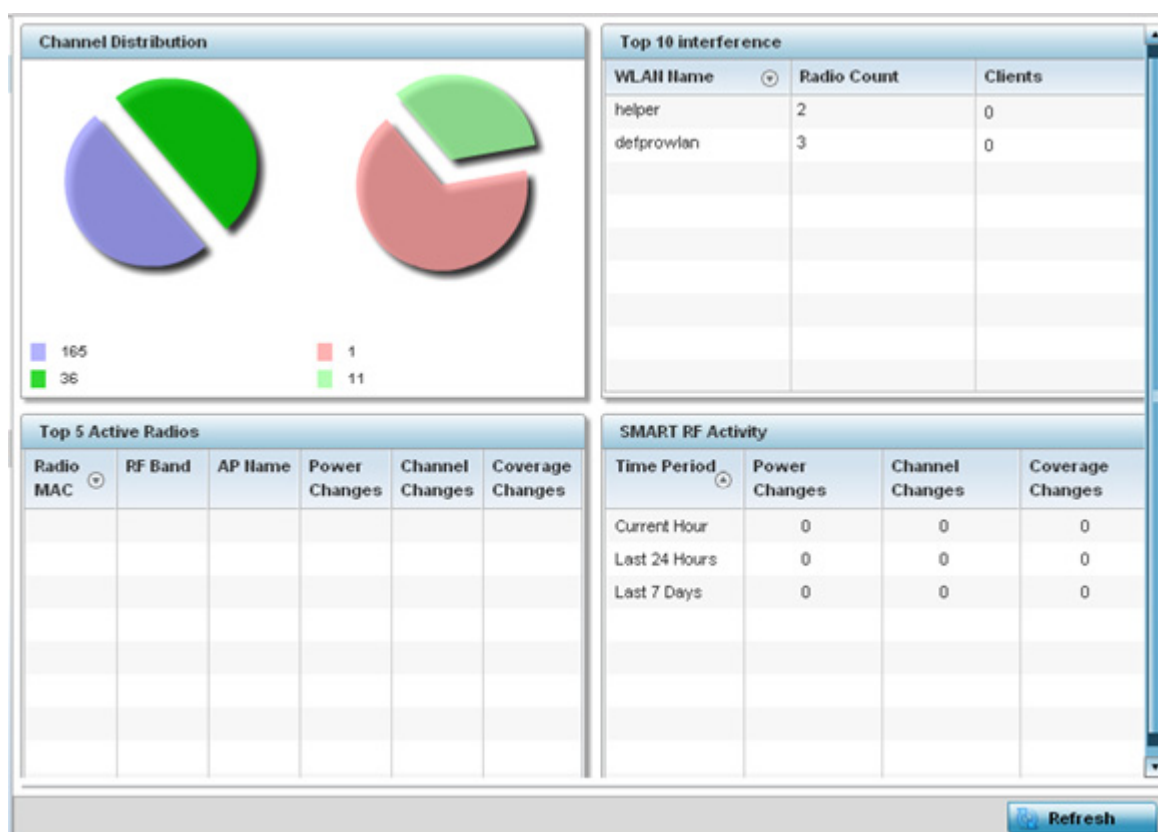 Channel Distribution
165
36
1
11
Top 10 interference
WLAN Name Radio Count Clients
helper 2 0
defprowlan 3 0
Top 5 Active Radios
Radio MAC RF Band AP Name Power Changes Channel Changes Coverage Changes
SMART RF Activity
Time Period Power Changes Channel Changes Coverage Changes
Current Hour 0 0 0
Last 24 Hours 0 0 0
Last 7 Days 0 0 0
Refresh